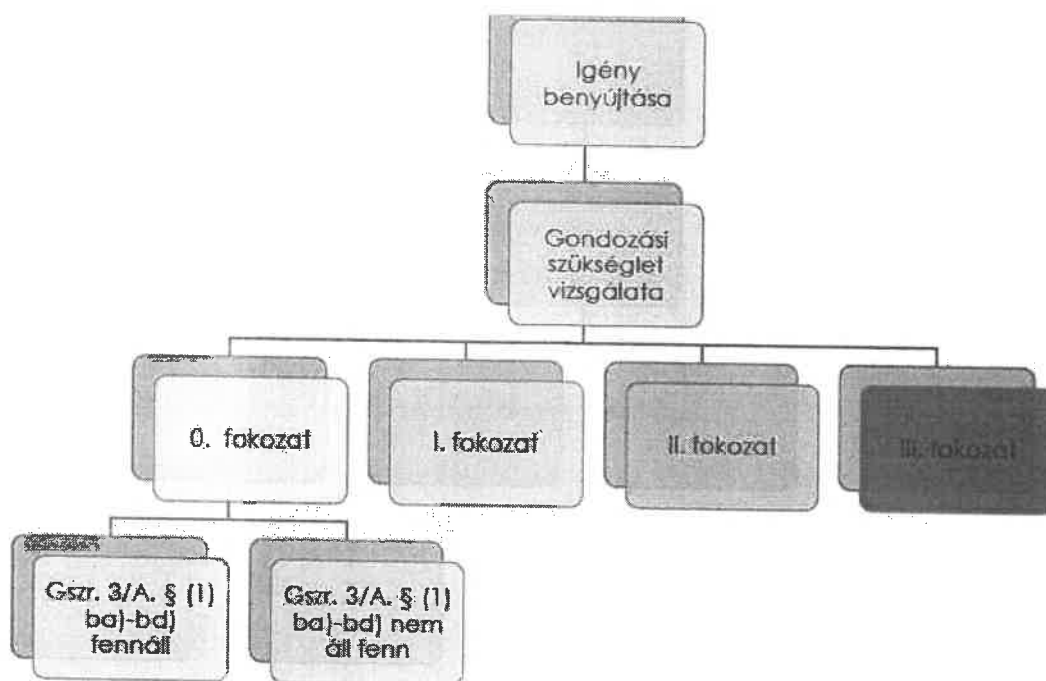 Igény
benyújtása
Gondozási
szükséglet
vizsgálata
0. fokozat
I. fokozat
II. fokozat
III. fokozat
Gszr. 3/A. § (1)
ba)-bd)
fennáll
Gszr. 3/A. § (1)
ba)-bd) nem
áll fenn